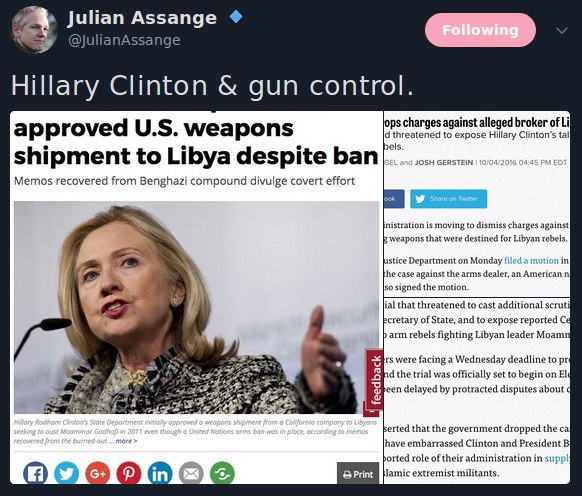 Julian Assange
@JulianAssange
Following
Hillary Clinton & gun control.
approved U.S. weapons
shipment to Libya despite ban
Memos recovered from Benghazi compound divulge covert effort
feedback
Hillary Rodham Clinton's State Department initially approved a weapons shipment from a California company to Libyans
seeking to oust Moammar Gadhafi in 2011 even though a United Nations arms ban was in place, according to memos
recovered from the burned-out ... more >
Print
ops charges against alleged broker of Li
d threatened to expose Hillary Clinton's tal
bels.
GEL and JOSH GERSTEIN | 10/04/2016 04:45 PM EDT
ook
Share on Twitter
inistration is moving to dismiss charges against
g weapons that were destined for Libyan rebels.
ustice Department on Monday filed a motion in
the case against the arms dealer, an American n
so signed the motion.
ial that threatened to cast additional scruti
ecretary of State, and to expose reported Ce
o arm rebels fighting Libyan leader Moamm
rs were facing a Wednesday deadline to pr
nd the trial was officially set to begin on Ele
been delayed by protracted disputes about c
serted that the government dropped the ca
have embarrassed Clinton and President B
ported role of their administration in suppl
slamic extremist militants.